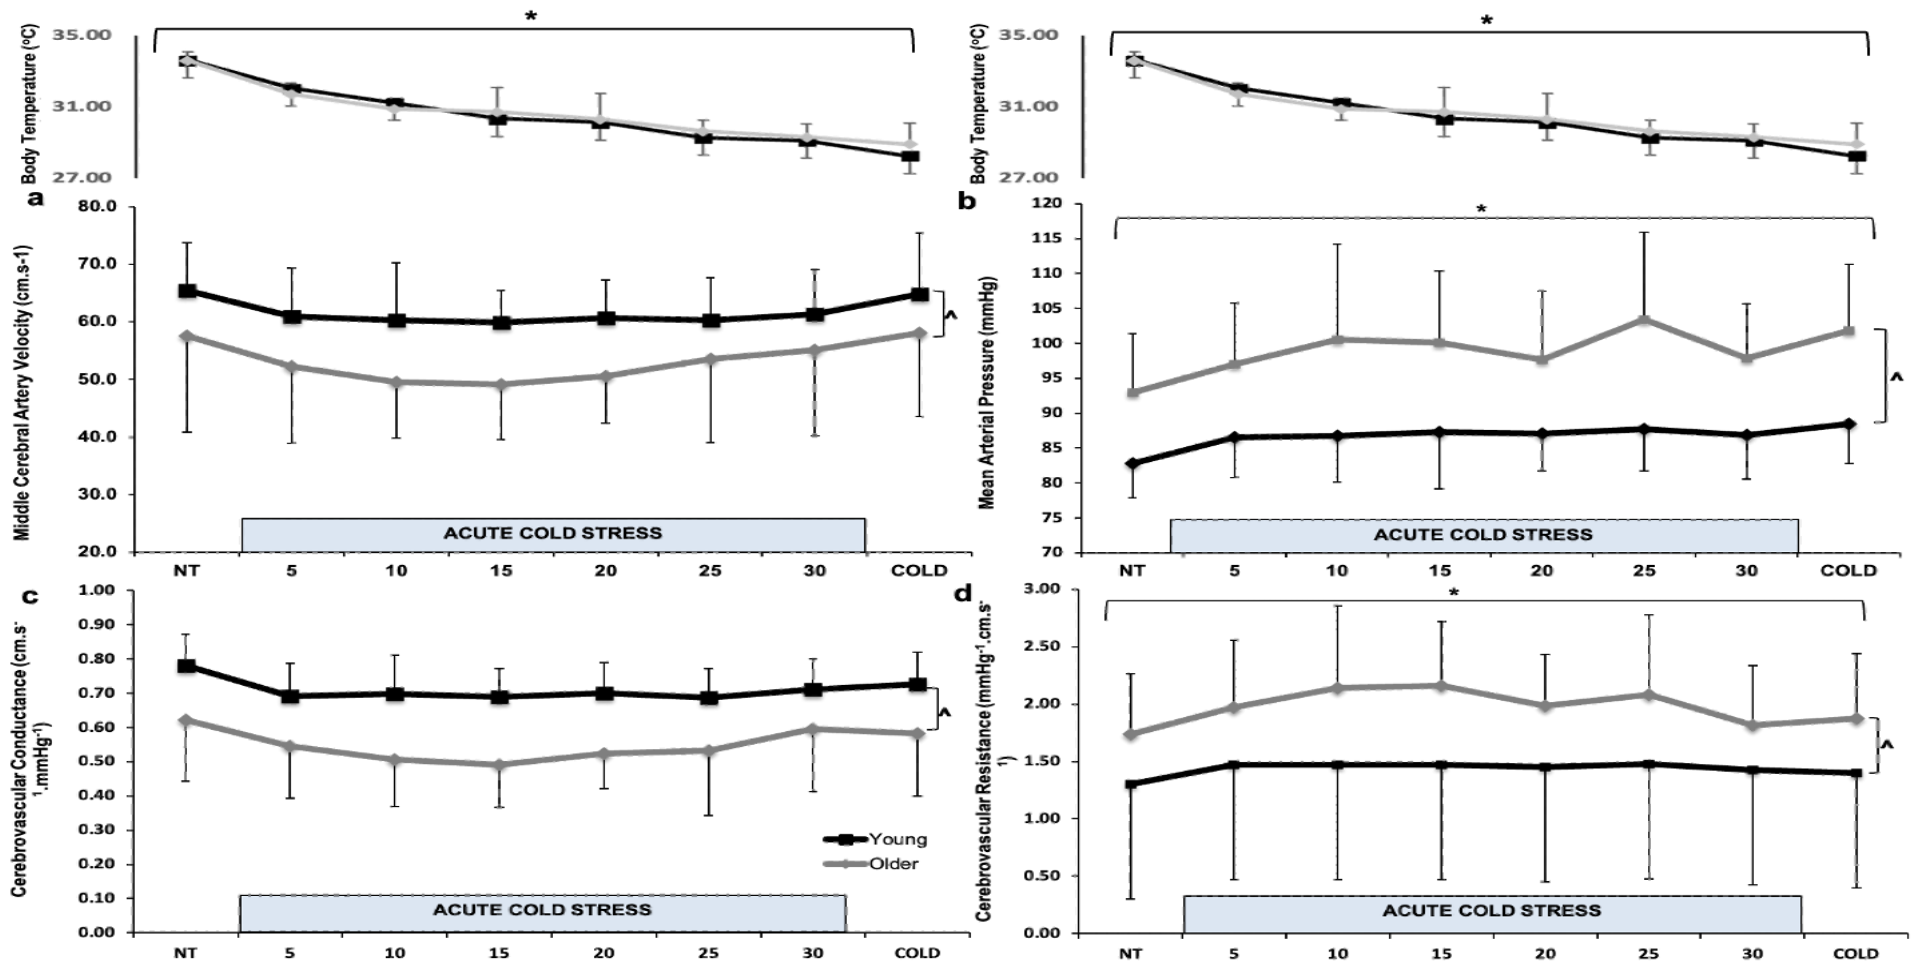 *
*
Body Temperature (ºC)
35.00
31.00
27.00
Body Temperature (ºC)
35.00
31.00
27.00
a
Middle Cerebral Artery Velocity (cm.s-1)
80.0
70.0
60.0
50.0
40.0
30.0
20.0
^
ACUTE COLD STRESS
NT 5 10 15 20 25 30 COLD
b
*
Mean Arterial Pressure (mmHg)
120
115
110
105
100
95
90
85
80
75
70
^
ACUTE COLD STRESS
NT 5 10 15 20 25 30 COLD
c
Cerebrovascular Conductance (cm.s-
1.mmHg-1)
1.00
0.90
0.80
0.70
0.60
0.50
0.40
0.30
0.20
0.10
0.00
^
Young
Older
ACUTE COLD STRESS
NT 5 10 15 20 25 30 COLD
d
*
Cerebrovascular Resistance (mmHg-1.cm.s-
1)
3.00
2.50
2.00
1.50
1.00
0.50
0.00
^
ACUTE COLD STRESS
NT 5 10 15 20 25 30 COLD